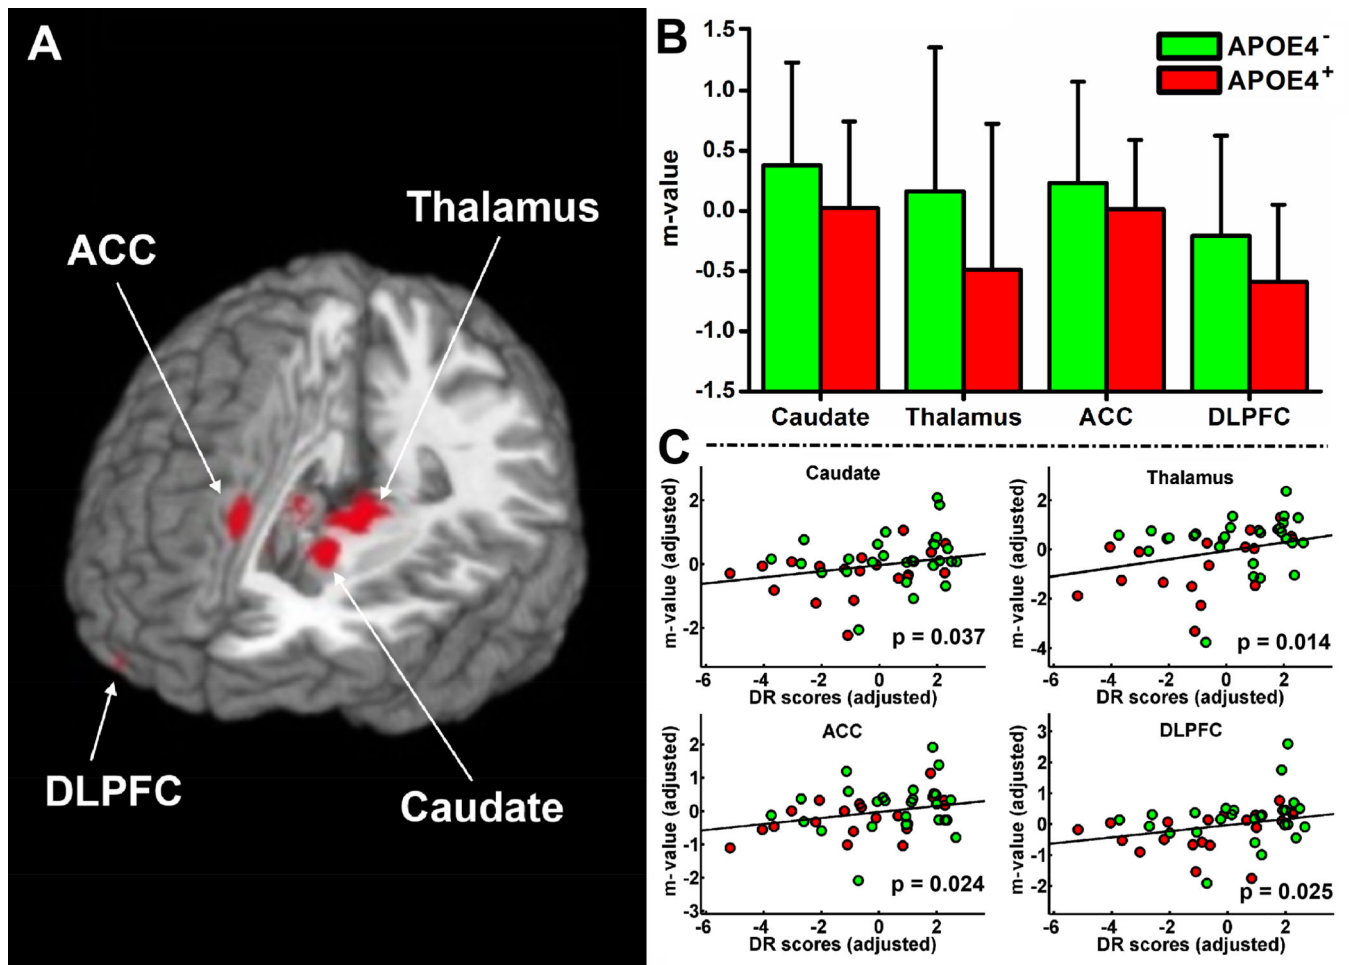 A
Thalamus
ACC
DLPFC
Caudate
B
APOE4-
APOE4+
m-value
1.5
1.0
0.5
0.0
-0.5
-1.0
-1.5
Caudate Thalamus ACC DLPFC
C
Caudate
m-value (adjusted)
2
0
-2
p = 0.037
-6 -4 -2 0 2
DR scores (adjusted)
Thalamus
m-value (adjusted)
2
0
-2
-4
p = 0.014
-6 -4 -2 0 2
DR scores (adjusted)
ACC
m-value (adjusted)
2
1
0
-1
-2
-3
p = 0.024
-6 -4 -2 0 2
DR scores (adjusted)
DLPFC
m-value (adjusted)
3
2
1
0
-1
-2
p = 0.025
-6 -4 -2 0 2
DR scores (adjusted)